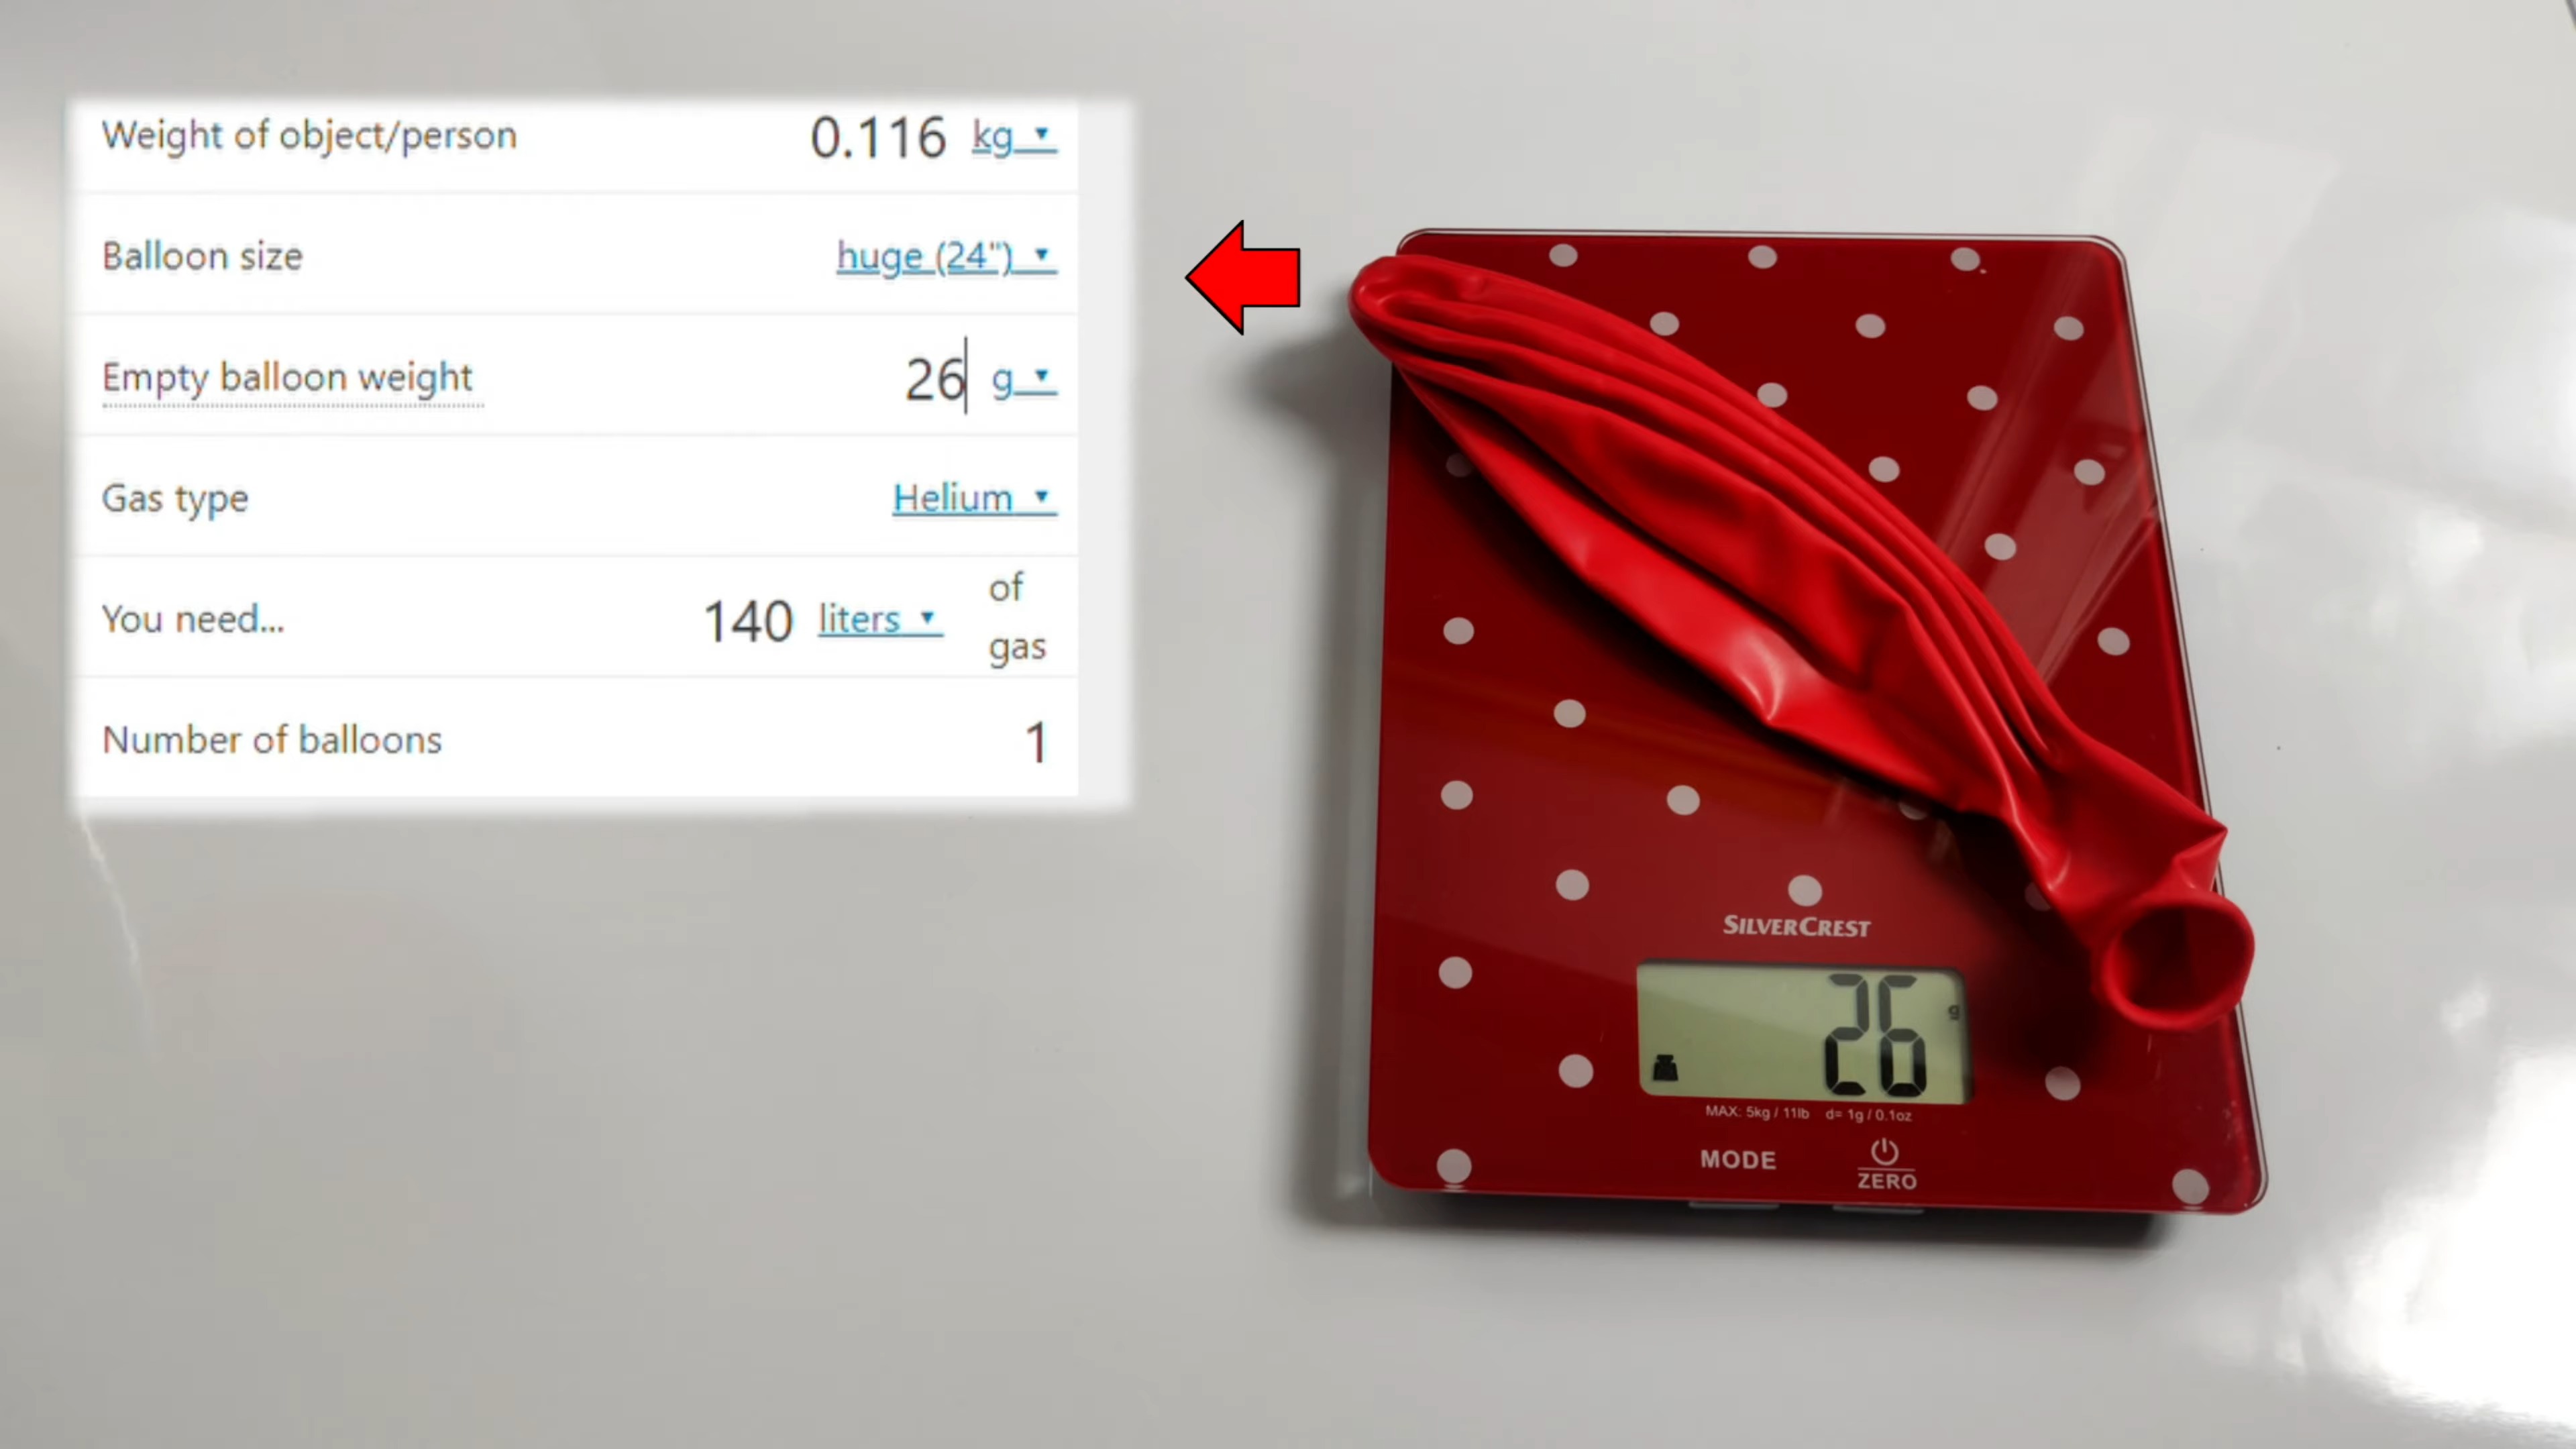 Weight of object/person 0.116 kg
Balloon size huge (24")
Empty balloon weight 26 g
Gas type Helium
You need... 140 liters of gas
Number of balloons 1
SILVERCREST
26 g
MAX: 5kg / 11lb d= 1g / 0.1oz
MODE
ZERO